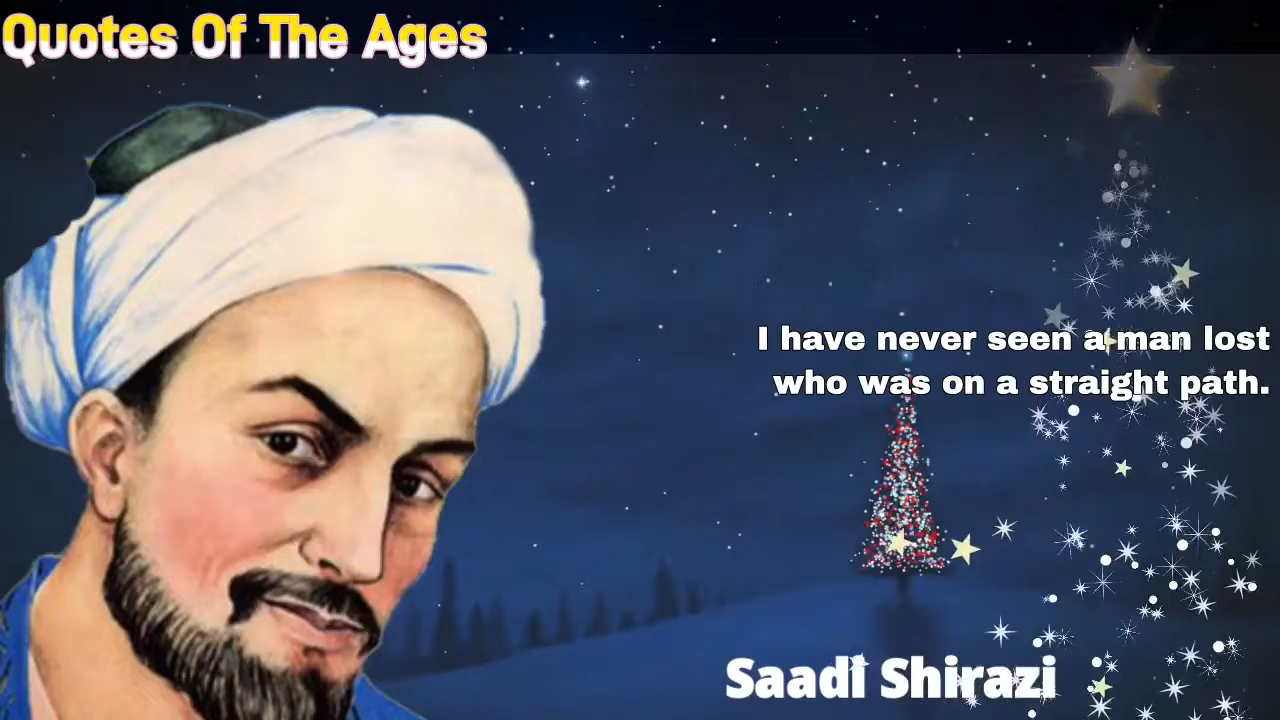 Quotes Of The Ages
I have never seen a man lost
who was on a straight path.
Saadi Shirazi